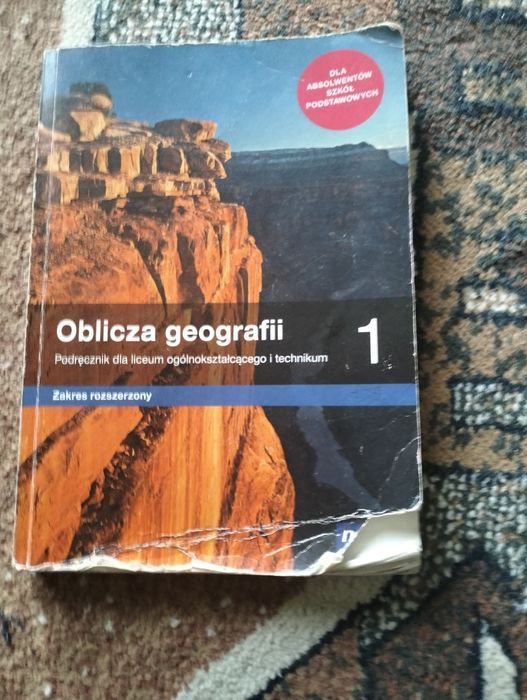 DLA
ABSOLWENTÓW
SZKÓŁ
PODSTAWOWYCH
Oblicza geografii 1
Podręcznik dla liceum ogólnokształcącego i technikum
Zakres rozszerzony
n